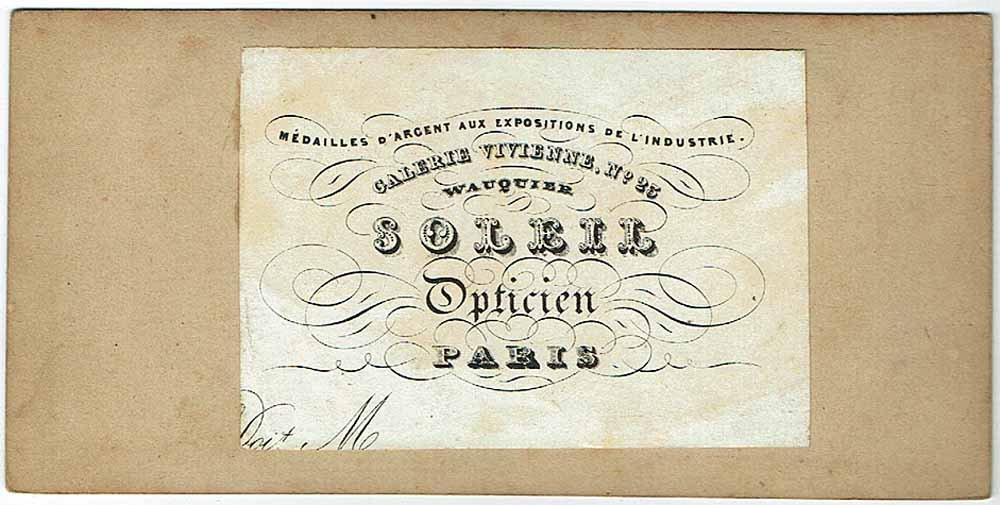 MÉDAILLES D'ARGENT AUX EXPOSITIONS DE L'INDUSTRIE.
GALERIE VIVIENNE, Nº 23
WAUQUIER
SOLEIL
Opticien
PARIS
Doit M